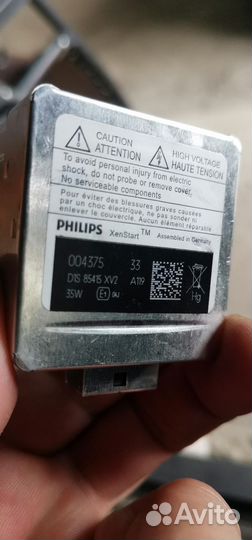 CAUTION
ATTENTION
HIGH VOLTAGE
HAUTE TENSION
To avoid personal injury from electric
shock, do not probe or remove cover.
No serviceable components
Pour éviter des blessures graves causées
par un choc électrique, ne pas sonder ni
enlever le couvercle. Aucun élément réparable
PHILIPS XenStart™ Assembled in Germany
004375 33
D1S 85415 XV2 A119
35W E1
Hg
Avito